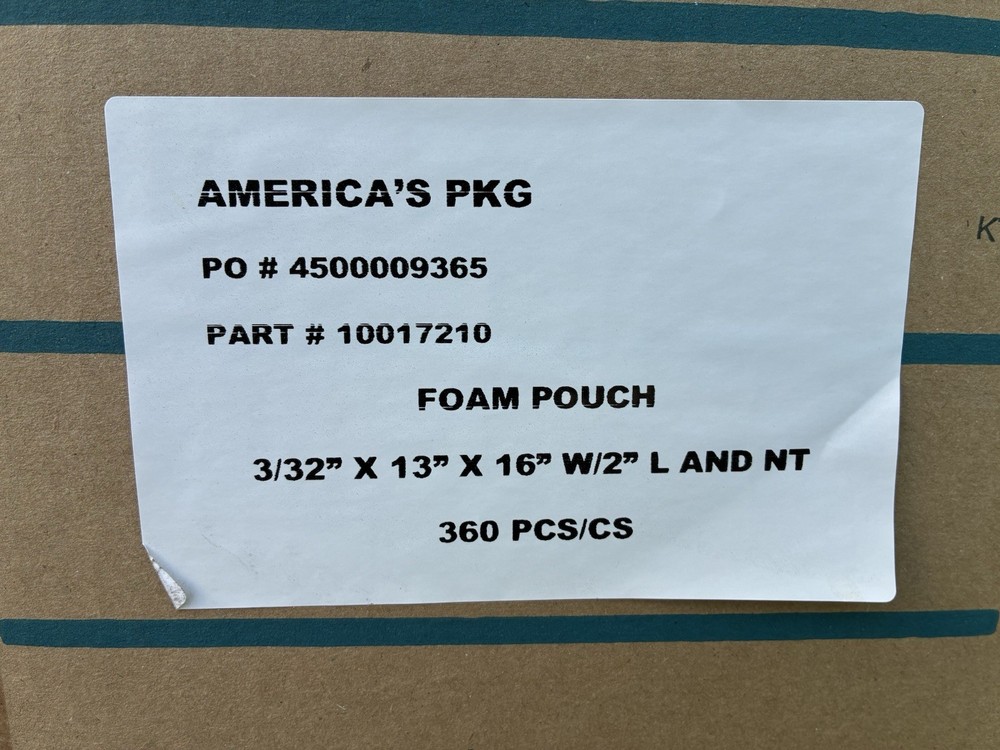 AMERICA’S PKG
PO # 4500009365
PART # 10017210
FOAM POUCH
3/32” X 13” X 16” W/2” L AND NT
360 PCS/CS
K